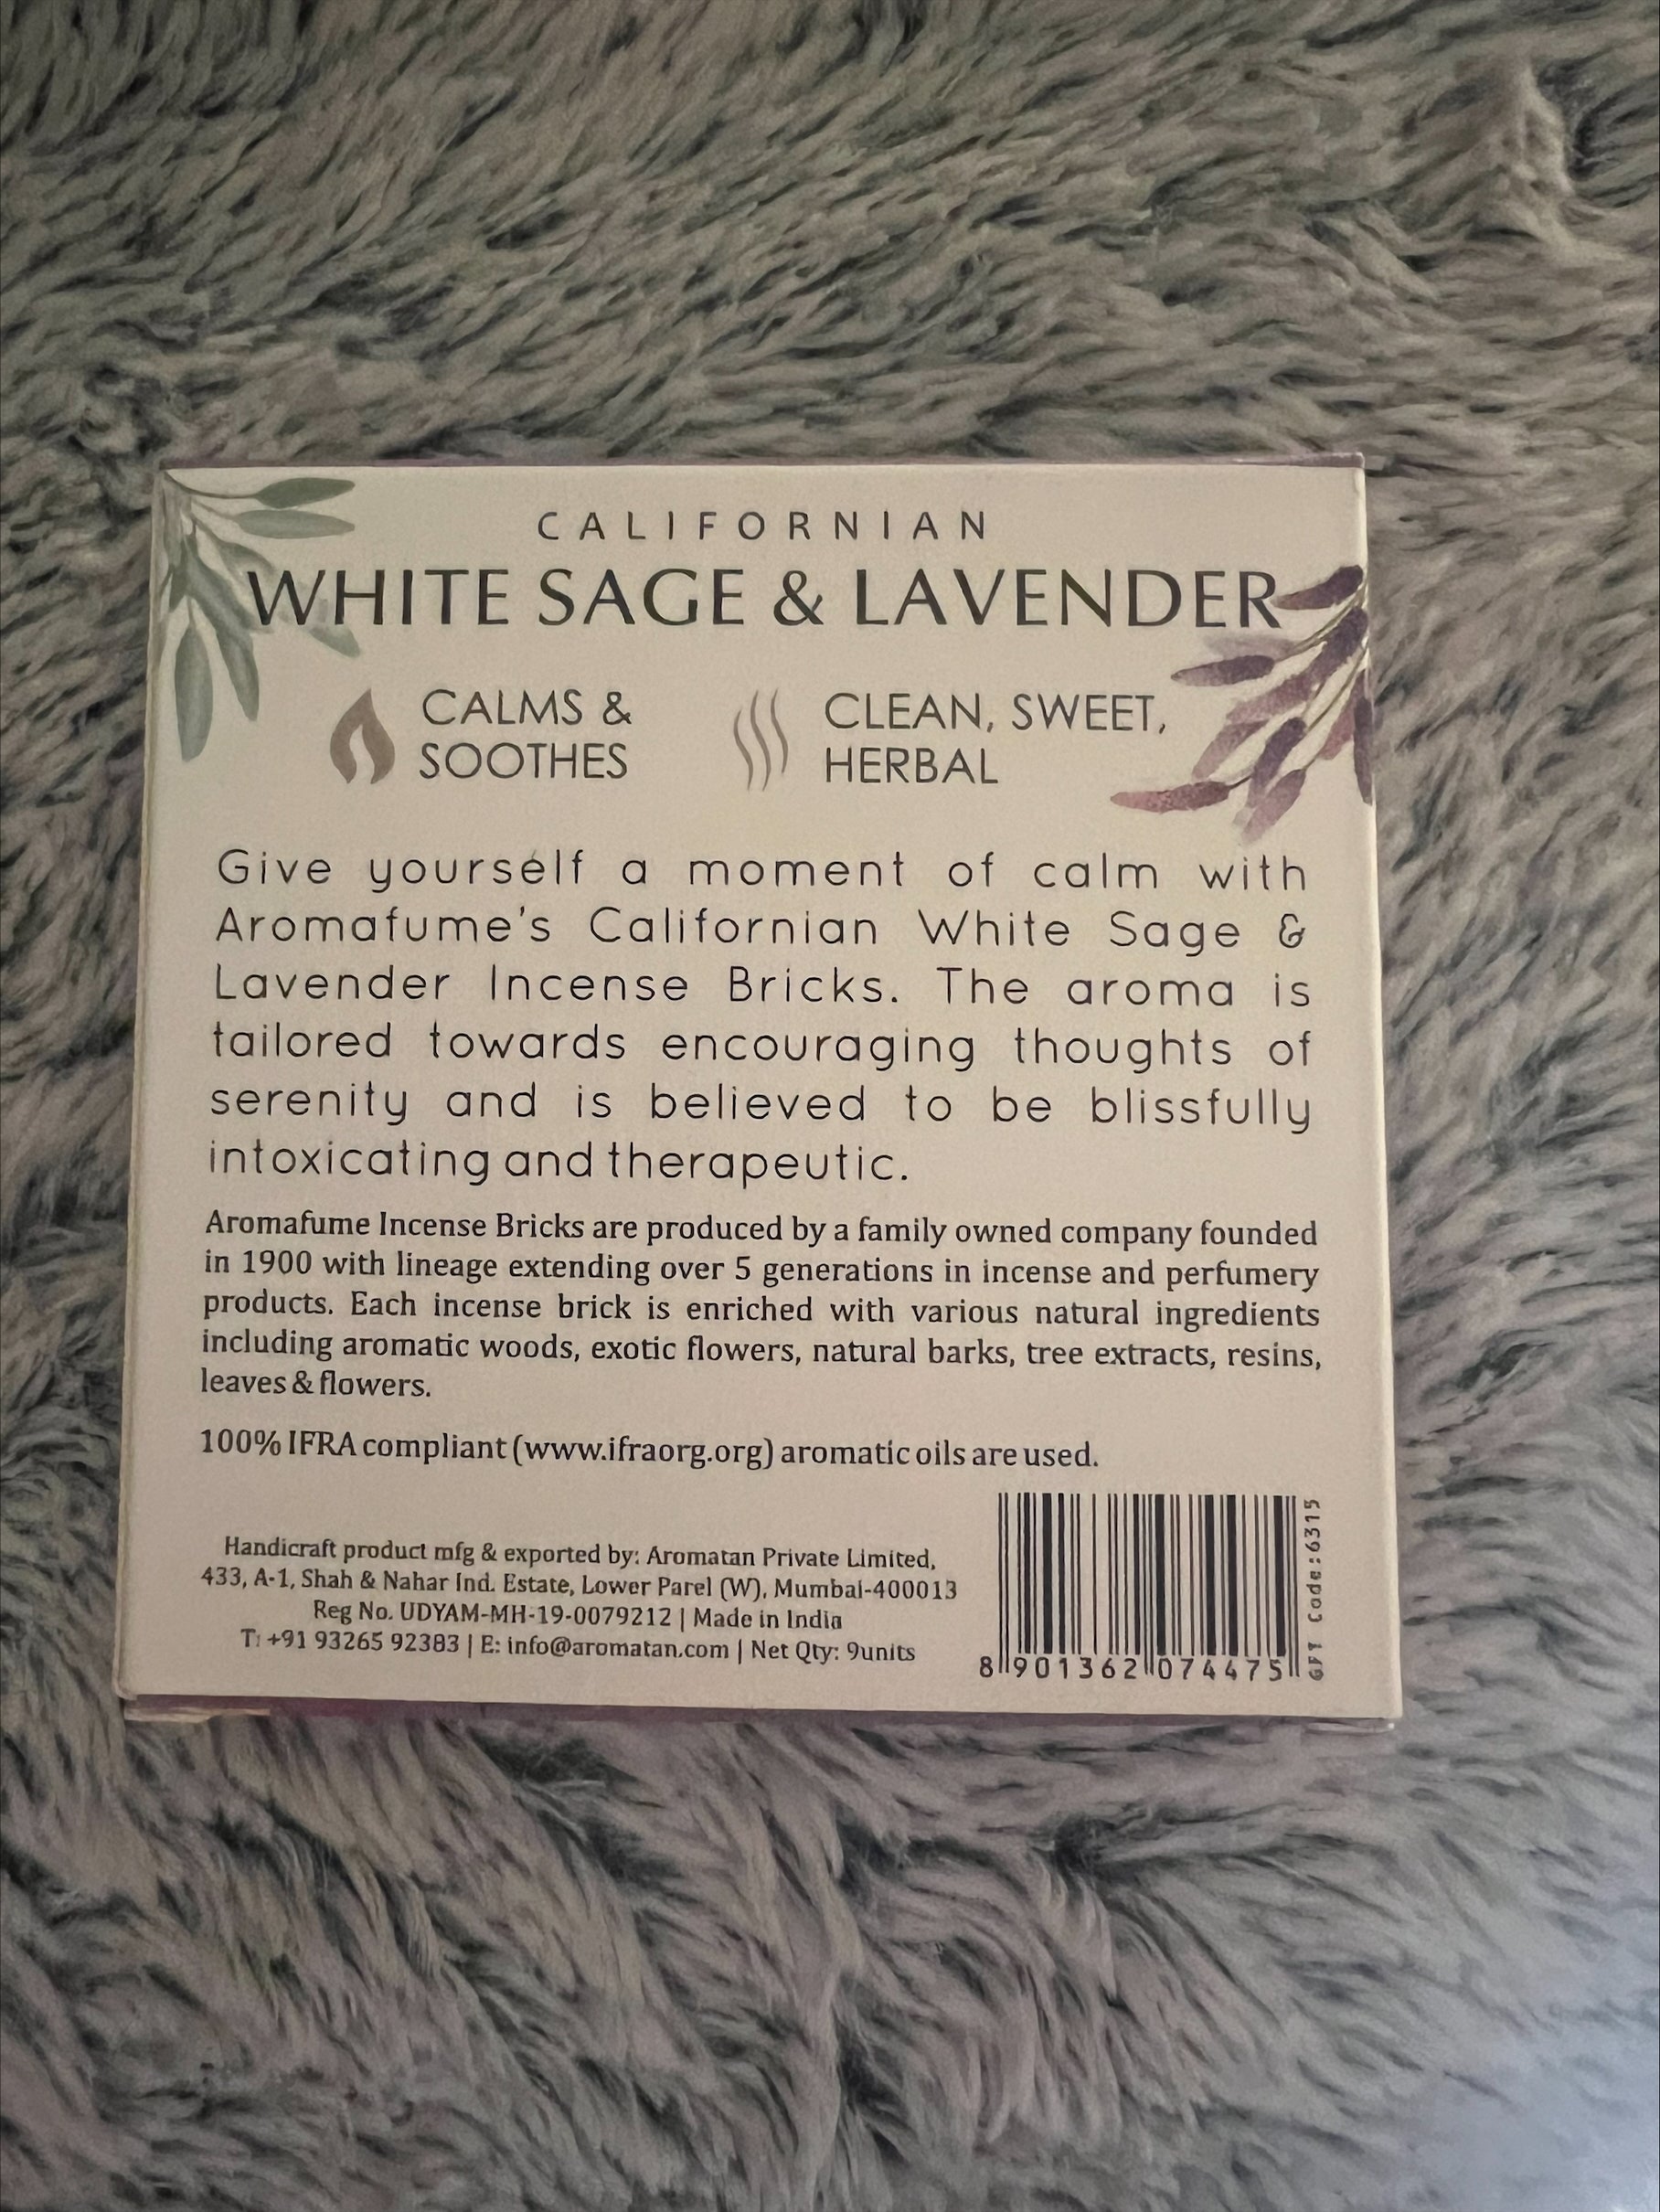 CALIFORNIAN
WHITE SAGE & LAVENDER
CALMS &
SOOTHES
CLEAN, SWEET,
HERBAL
Give yourself a moment of calm with
Aromafume's Californian White Sage &
Lavender Incense Bricks. The aroma is
tailored towards encouraging thoughts of
serenity and is believed to be blissfully
intoxicating and therapeutic.
Aromafume Incense Bricks are produced by a family owned company founded
in 1900 with lineage extending over 5 generations in incense and perfumery
products. Each incense brick is enriched with various natural ingredients
including aromatic woods, exotic flowers, natural barks, tree extracts, resins,
leaves & flowers.
100% IFRA compliant (www.ifraorg.org) aromatic oils are used.
Handicraft product mfg & exported by: Aromatan Private Limited,
433, A-1, Shah & Nahar Ind. Estate, Lower Parel (W), Mumbai-400013
Reg No. UDYAM-MH-19-0079212 | Made in India
T: +91 93265 92383 | E: info@aromatan.com | Net Qty: 9units
8 901362 074475
GFT Code:6315